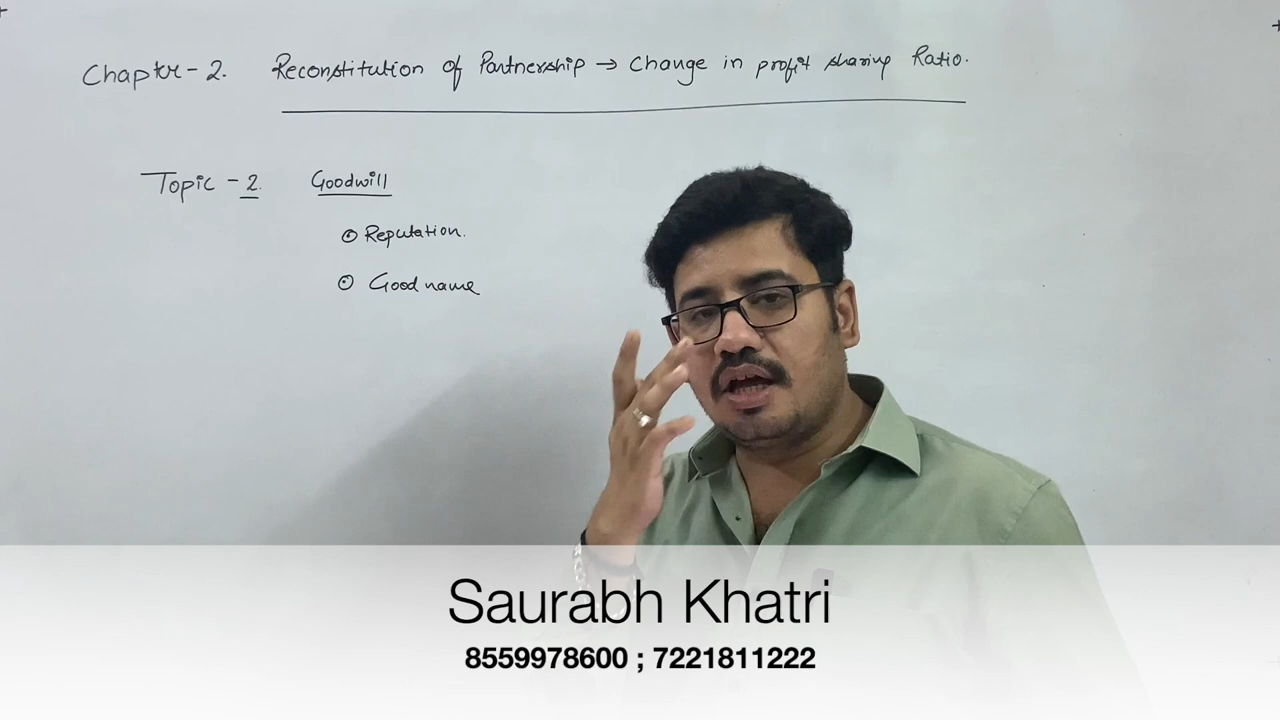 Chapter - 2. Reconstitution of Partnership → Change in profit sharing Ratio.
Topic - 2. Goodwill
⊙ Reputation.
⊙ Good name
Saurabh Khatri
8559978600 ; 7221811222